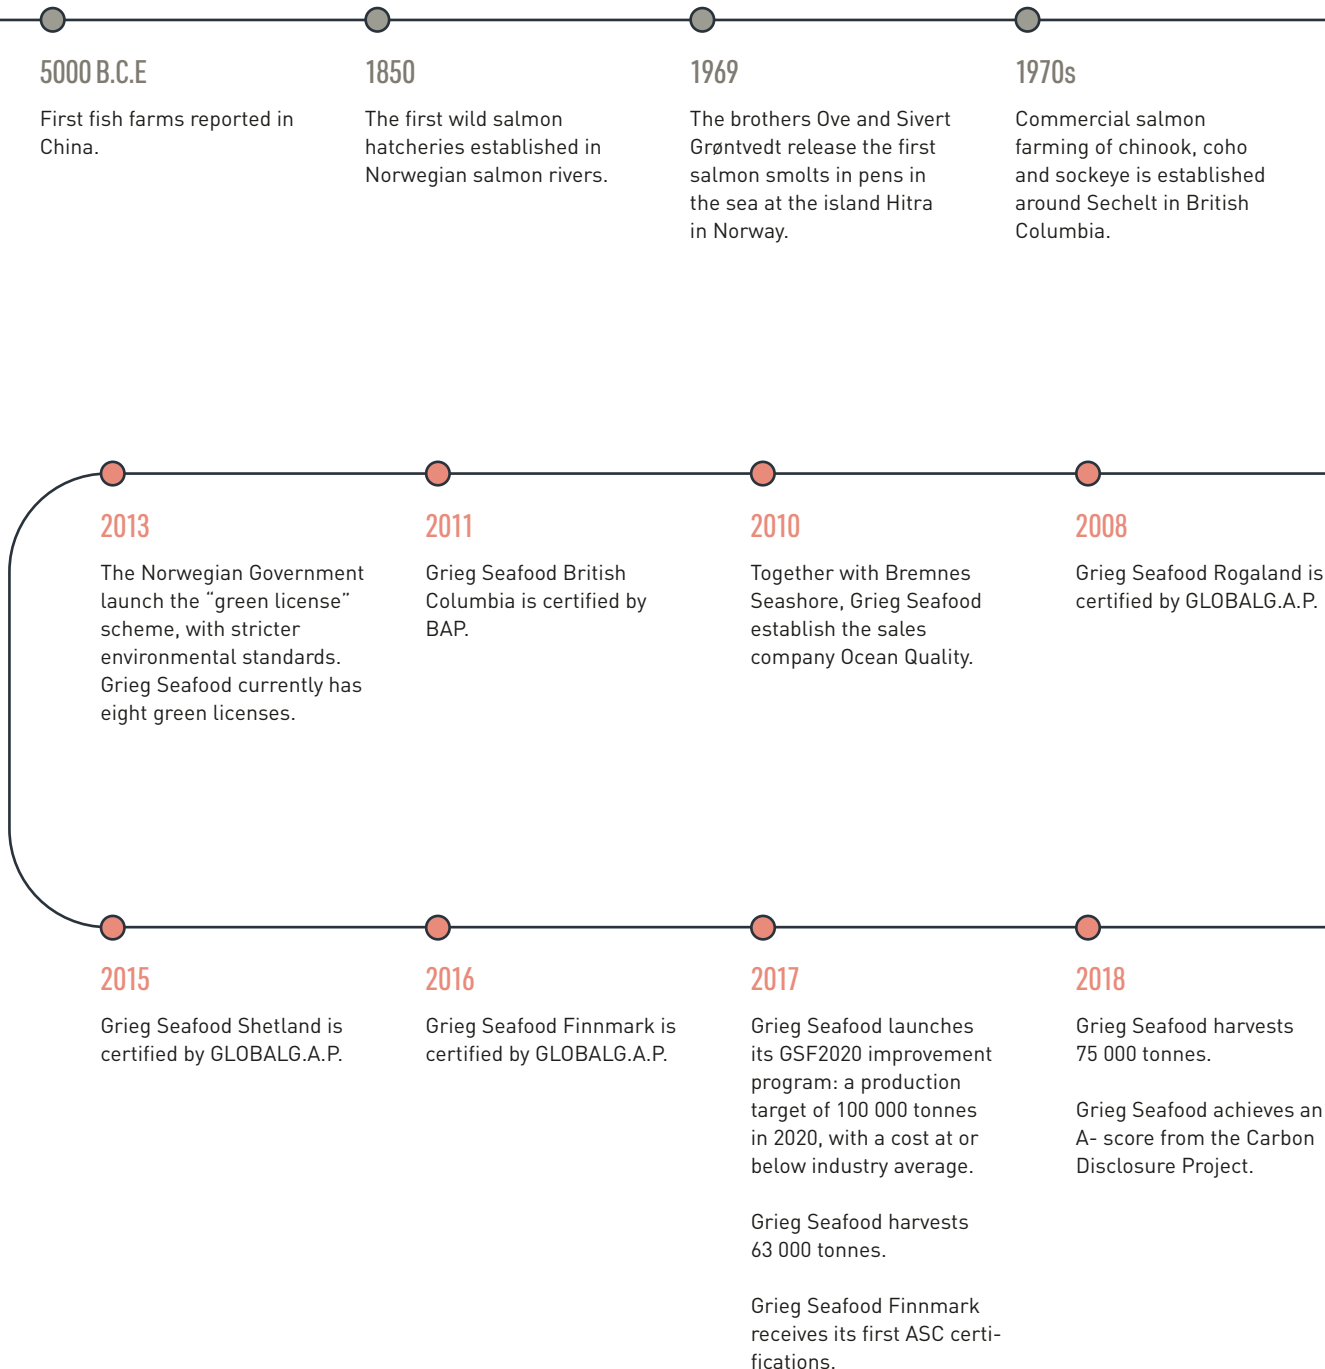 5000 B.C.E
First fish farms reported in
China.
1850
The first wild salmon
hatcheries established in
Norwegian salmon rivers.
1969
The brothers Ove and Sivert
Grøntvedt release the first
salmon smolts in pens in
the sea at the island Hitra
in Norway.
1970s
Commercial salmon
farming of chinook, coho
and sockeye is established
around Sechelt in British
Columbia.
2013
The Norwegian Government
launch the “green license”
scheme, with stricter
environmental standards.
Grieg Seafood currently has
eight green licenses.
2011
Grieg Seafood British
Columbia is certified by
BAP.
2010
Together with Bremnes
Seashore, Grieg Seafood
establish the sales
company Ocean Quality.
2008
Grieg Seafood Rogaland is
certified by GLOBALG.A.P.
2015
Grieg Seafood Shetland is
certified by GLOBALG.A.P.
2016
Grieg Seafood Finnmark is
certified by GLOBALG.A.P.
2017
Grieg Seafood launches
its GSF2020 improvement
program: a production
target of 100 000 tonnes
in 2020, with a cost at or
below industry average.
Grieg Seafood harvests
63 000 tonnes.
Grieg Seafood Finnmark
receives its first ASC certi-
fications.
2018
Grieg Seafood harvests
75 000 tonnes.
Grieg Seafood achieves an
A- score from the Carbon
Disclosure Project.